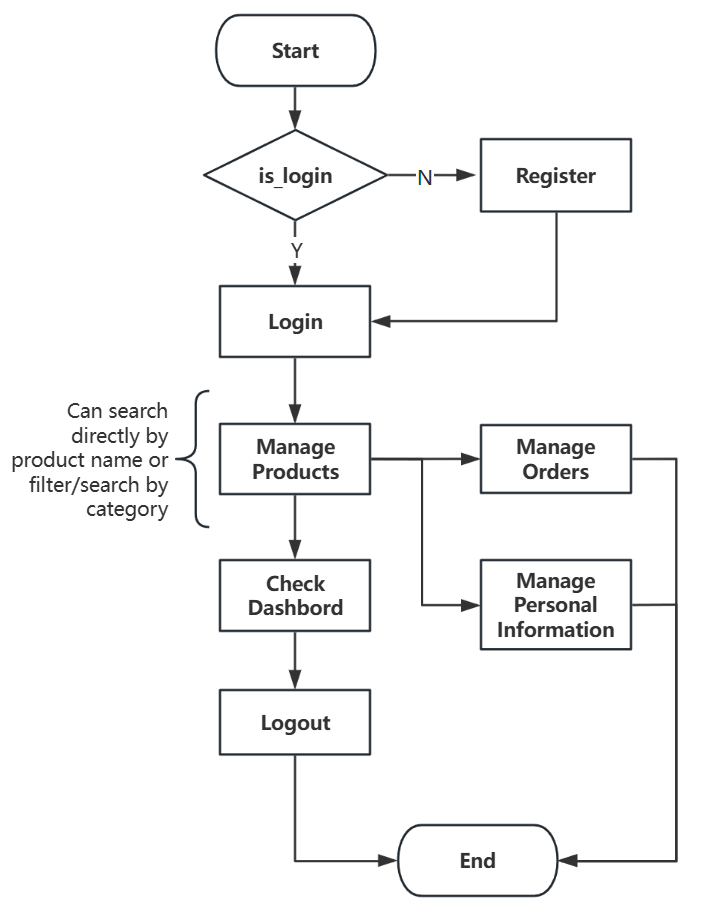 Start
is_login
N
Register
Y
Login
Can search
directly by
product name or
filter/search by
category
Manage
Products
Manage
Orders
Check
Dashbord
Manage
Personal
Information
Logout
End